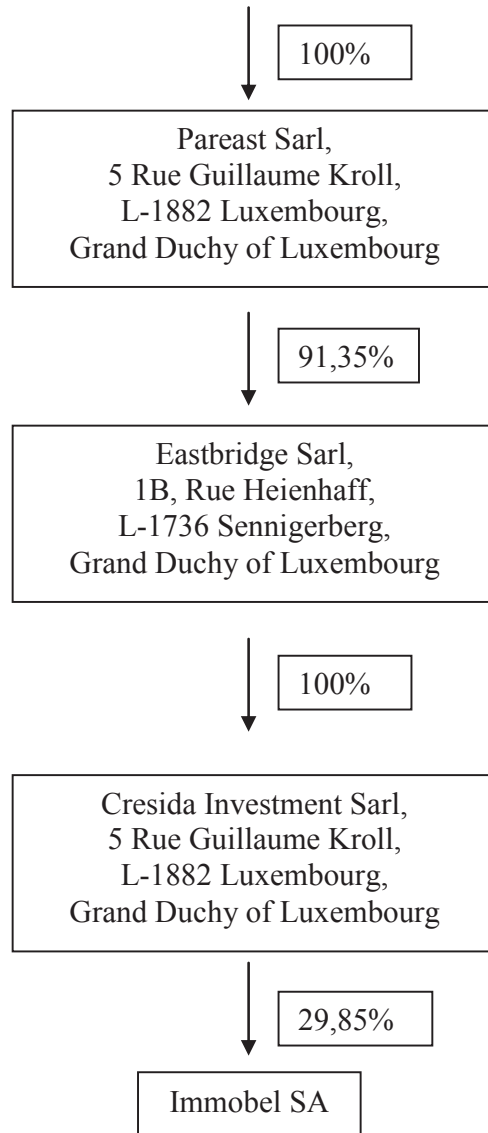 100%
Pareast Sarl,
5 Rue Guillaume Kroll,
L-1882 Luxembourg,
Grand Duchy of Luxembourg
91,35%
Eastbridge Sarl,
1B, Rue Heienhaff,
L-1736 Sennigerberg,
Grand Duchy of Luxembourg
100%
Cresida Investment Sarl,
5 Rue Guillaume Kroll,
L-1882 Luxembourg,
Grand Duchy of Luxembourg
29,85%
Immobel SA